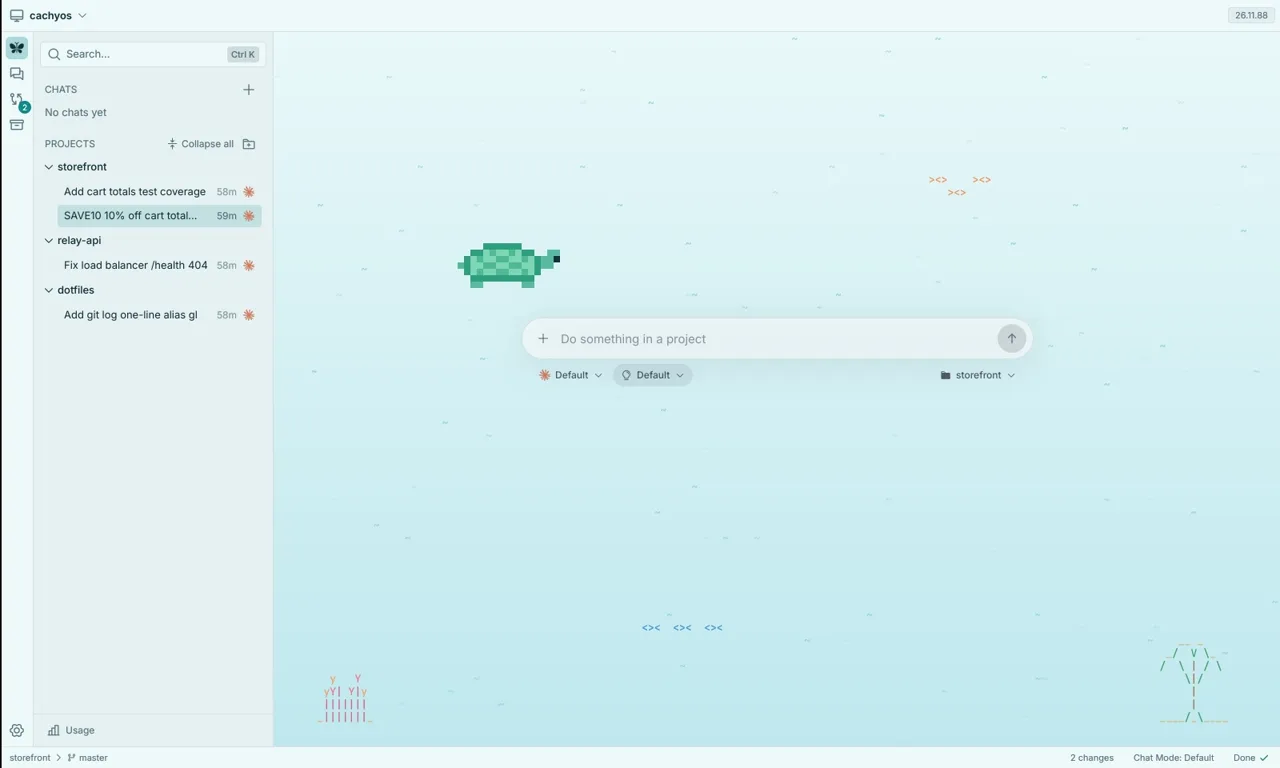 cachyos
26.11.88
Search...
Ctrl K
CHATS
No chats yet
2
PROJECTS
Collapse all
storefront
Add cart totals test coverage 58m
SAVE10 10% off cart total... 59m
relay-api
Fix load balancer /health 404 58m
dotfiles
Add git log one-line alias gl 58m
><> ><>
><>
Do something in a project
Default
Default
storefront
<>< <>< <><
Usage
storefront
master
2 changes
Chat Mode: Default
Done